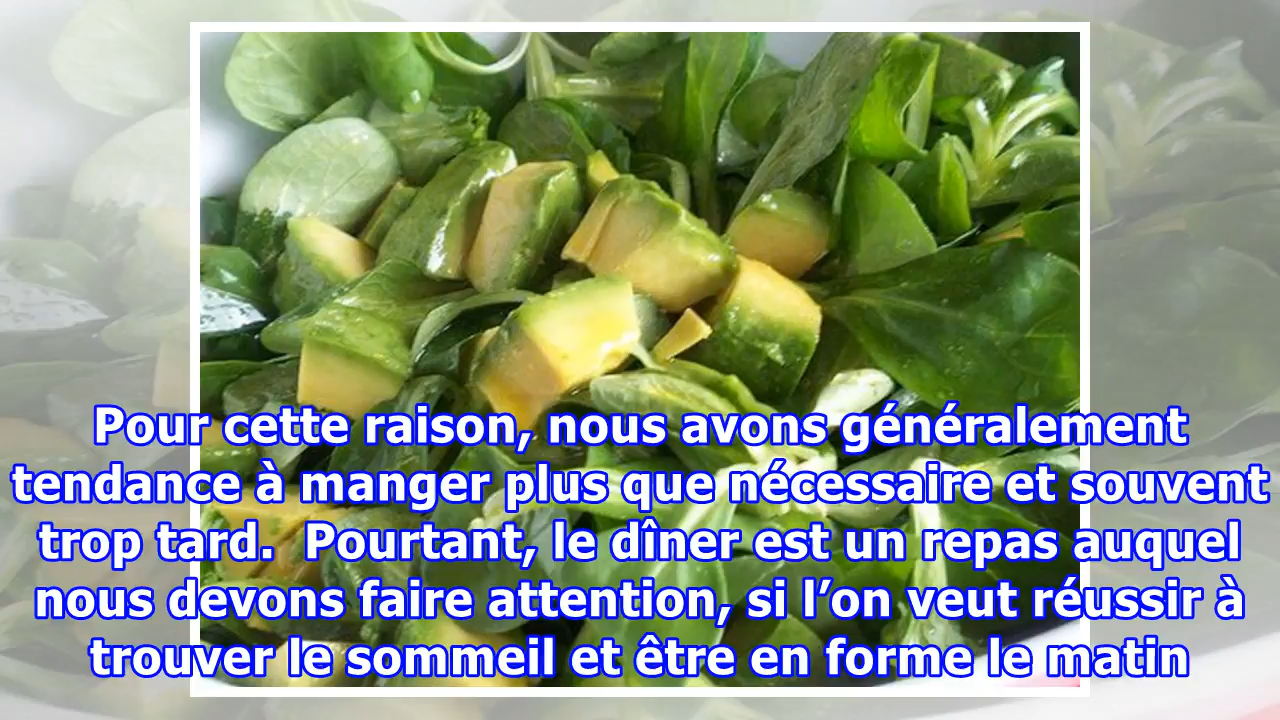 Pour cette raison, nous avons généralement
tendance à manger plus que nécessaire et souvent
trop tard.  Pourtant, le dîner est un repas auquel
nous devons faire attention, si l’on veut réussir à
trouver le sommeil et être en forme le matin